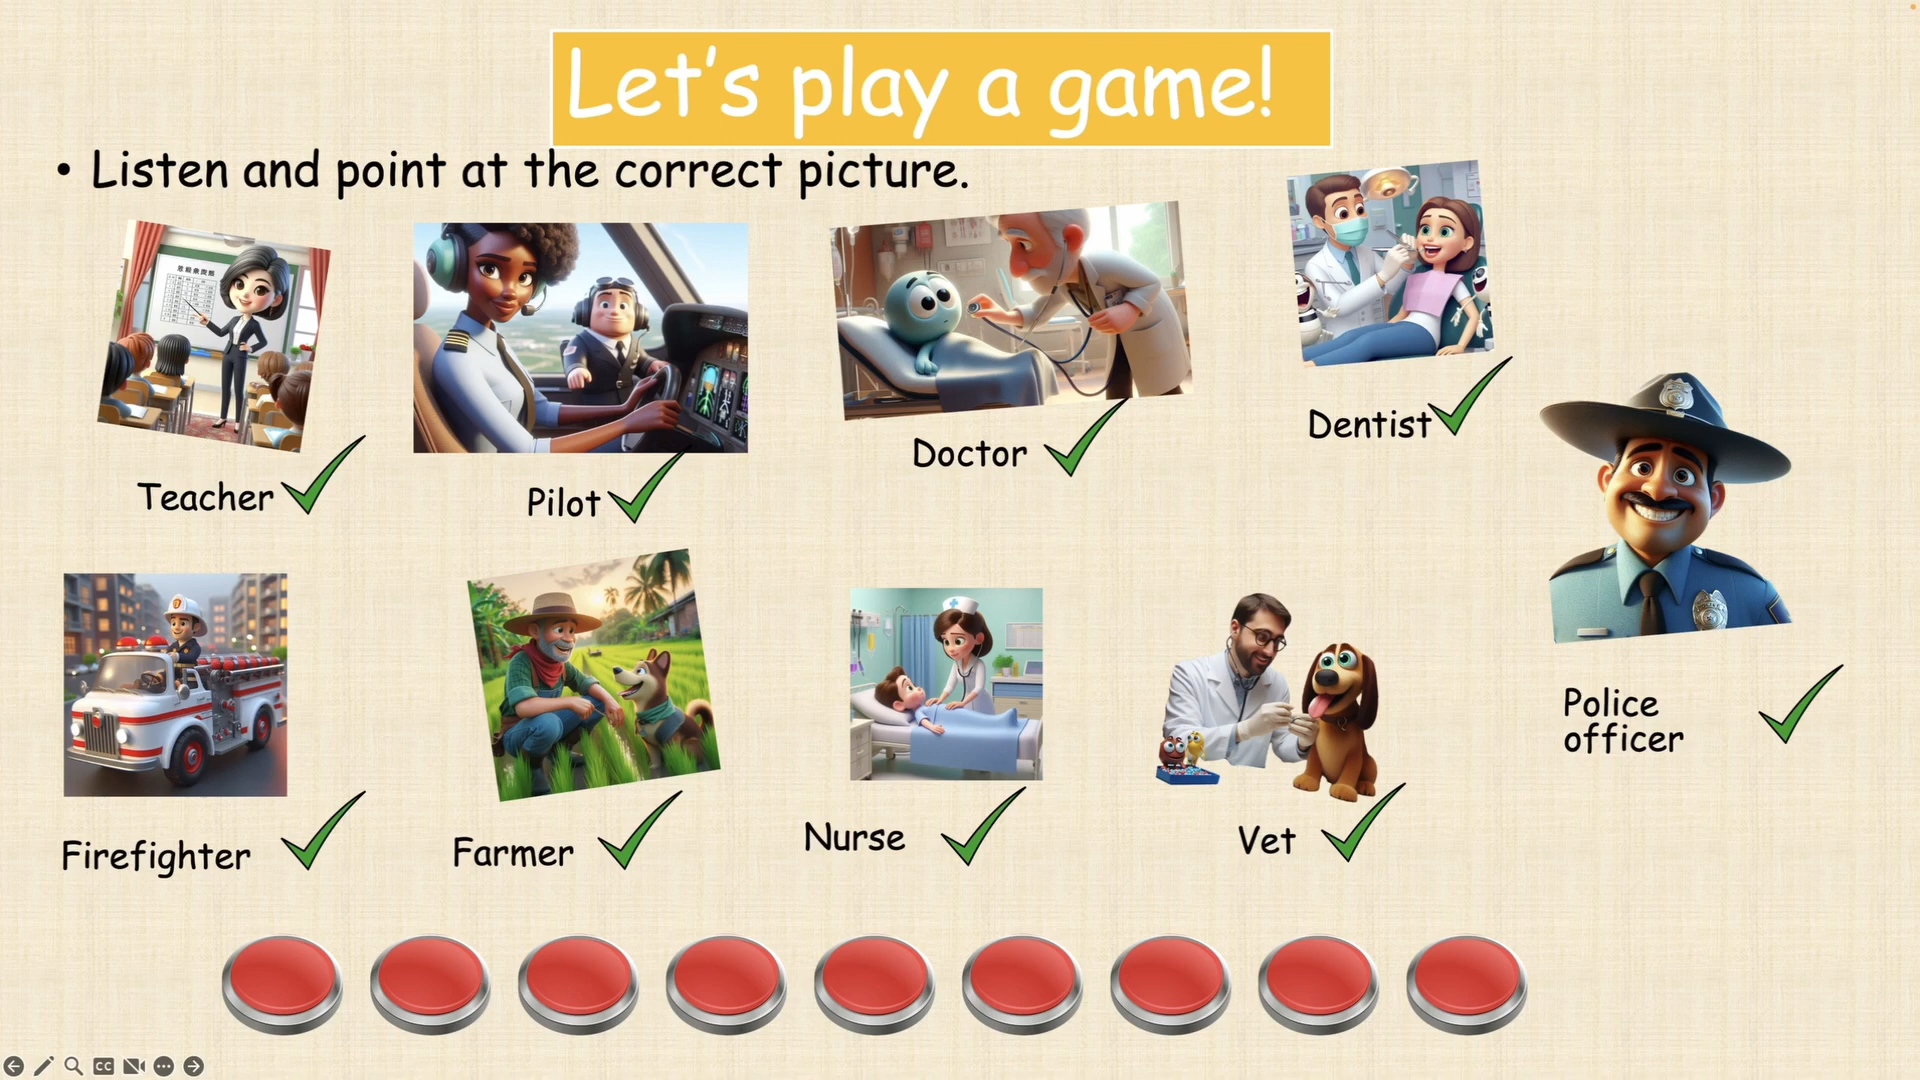 Let's play a game!
• Listen and point at the correct picture.
Teacher
Pilot
Doctor
Dentist
Police
officer
Firefighter
Farmer
Nurse
Vet
CC